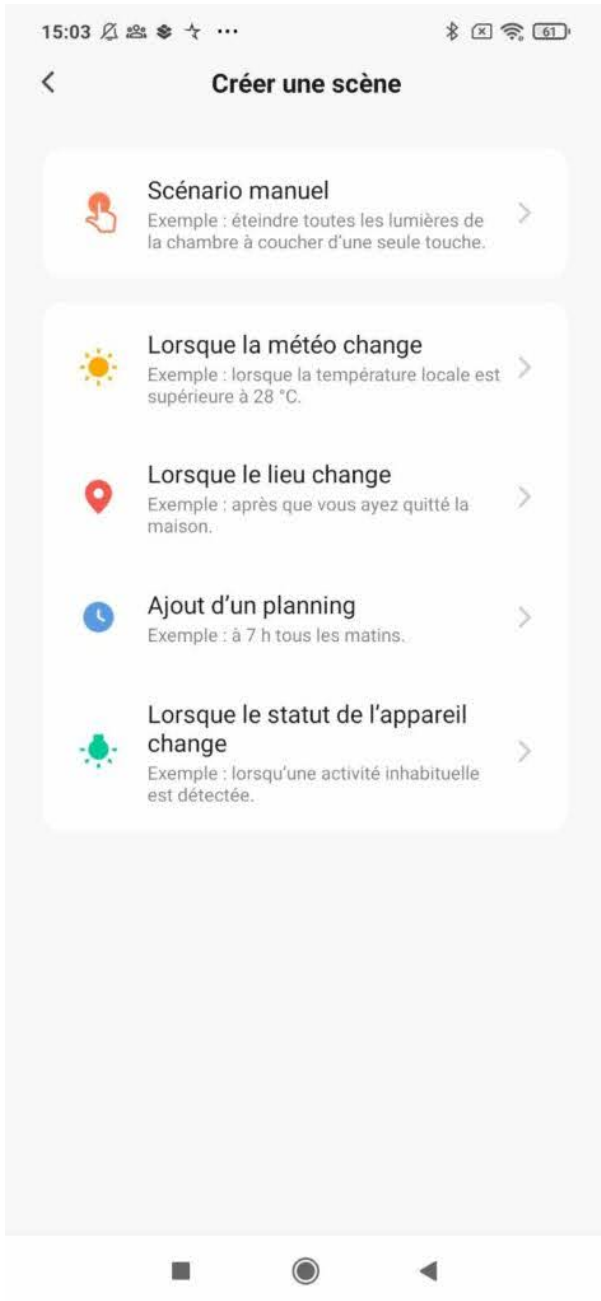 15:03
61
Créer une scène
Scénario manuel
Exemple : éteindre toutes les lumières de
la chambre à coucher d'une seule touche.
Lorsque la météo change
Exemple : lorsque la température locale est
supérieure à 28 °C.
Lorsque le lieu change
Exemple : après que vous ayez quitté la
maison.
Ajout d'un planning
Exemple : à 7 h tous les matins.
Lorsque le statut de l'appareil
change
Exemple : lorsqu'une activité inhabituelle
est détectée.